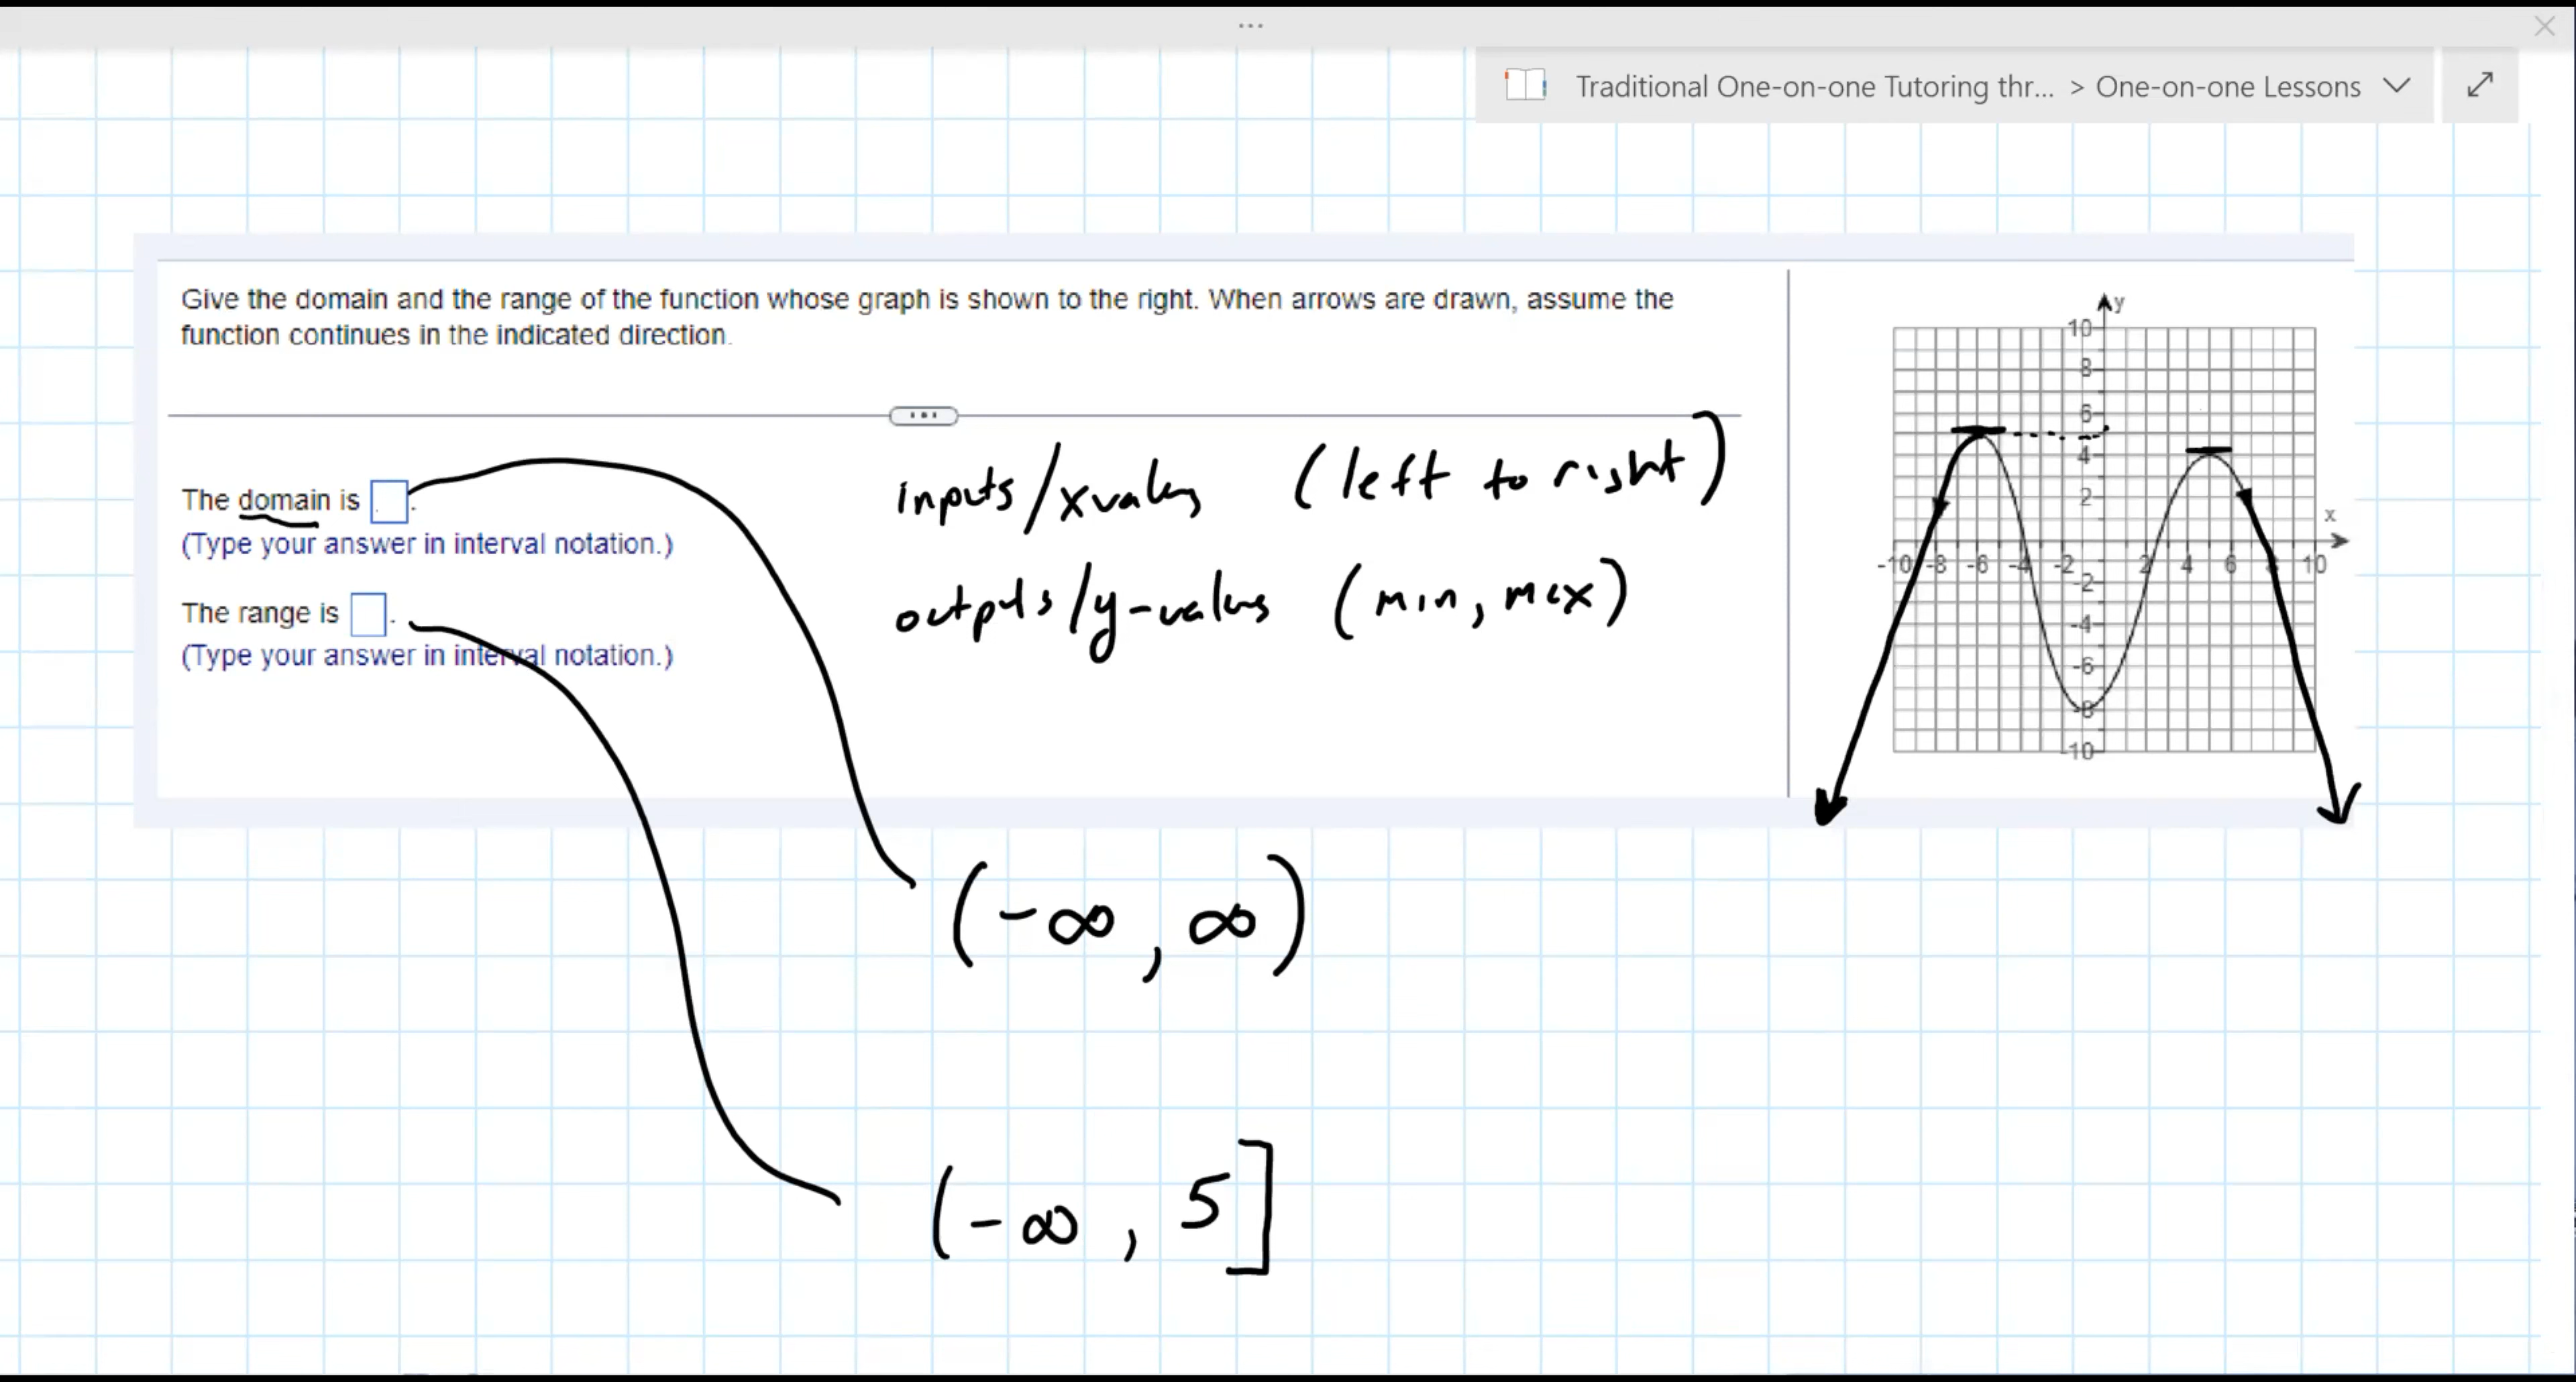 ...
Traditional One-on-one Tutoring thr... > One-on-one Lessons
Give the domain and the range of the function whose graph is shown to the right. When arrows are drawn, assume the
function continues in the indicated direction.
The domain is .
(Type your answer in interval notation.)
The range is .
(Type your answer in interval notation.)
inputs/xvalues (left to right)
outputs/y-values (min, max)
y
10
8
6
4
2
x
-10 -8 -6 -4 -2 2 4 6 10
-2
-4
-6
-8
-10
(-∞, ∞)
(-∞, 5]